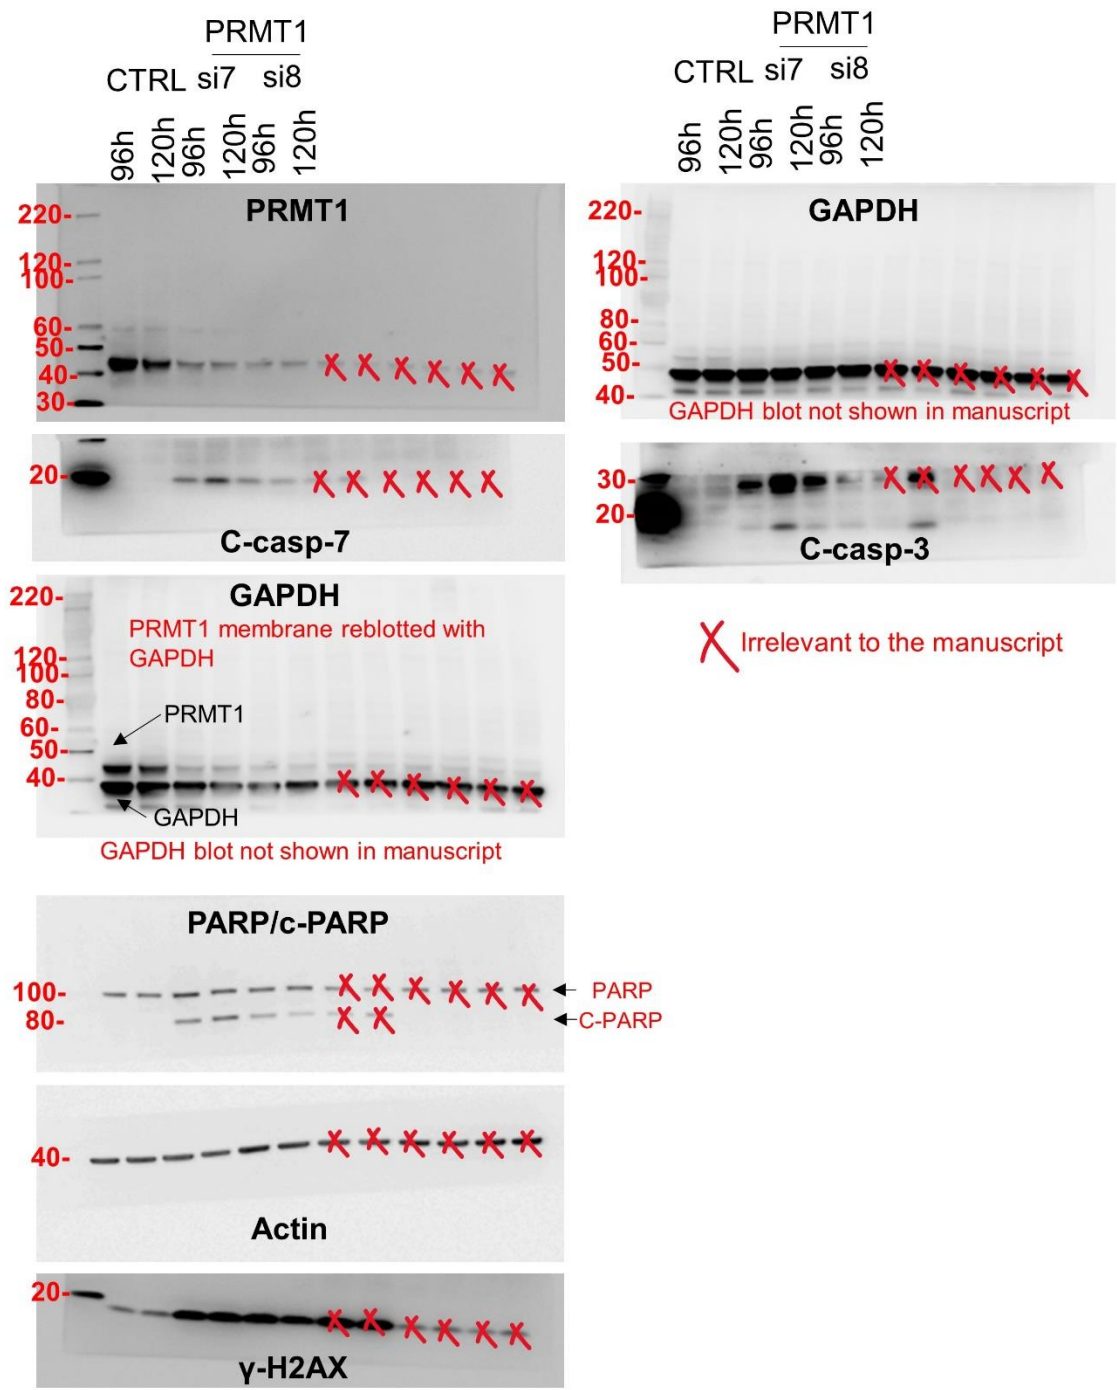 PRMT1
CTRL si7 si8
96h 120h 96h 120h 96h 120h
PRMT1
220-
120-
100-
60-
50-
40-
30-
20-
C-casp-7
GAPDH
PRMT1 membrane reblotted with
GAPDH
220-
120-
100-
80-
60-
50-
40-
PRMT1
GAPDH
GAPDH blot not shown in manuscript
PARP/c-PARP
100-
80-
PARP
C-PARP
40-
Actin
20-
γ-H2AX
PRMT1
CTRL si7 si8
96h 120h 96h 120h 96h 120h
GAPDH
220-
120-
100-
80-
60-
50-
40-
GAPDH blot not shown in manuscript
30-
20-
C-casp-3
X Irrelevant to the manuscript